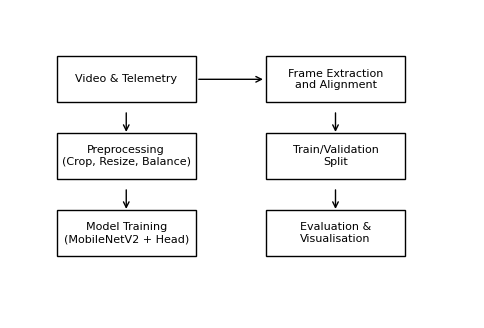 Video & Telemetry
Frame Extraction
and Alignment
Preprocessing
(Crop, Resize, Balance)
Train/Validation
Split
Model Training
(MobileNetV2 + Head)
Evaluation &
Visualisation